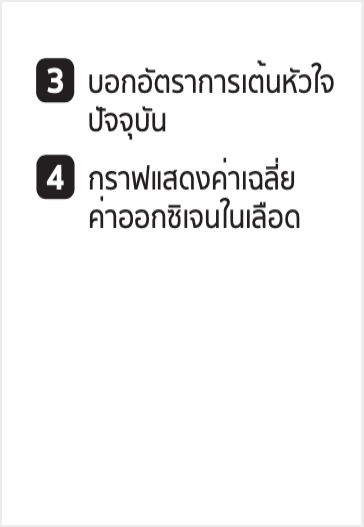 3 บอกอัตราการเต้นหัวใจ
ปัจจุบัน
4 กราฟแสดงค่าเฉลี่ย
ค่าออกซิเจนในเลือด